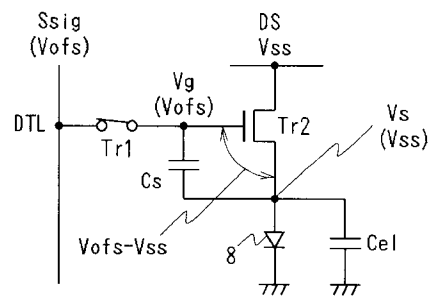 Ssig
(Vofs)
DS
Vss
Vg
(Vofs)
Vs
(Vss)
DTL
Tr1
Tr2
Cs
Vofs-Vss
8
Cel